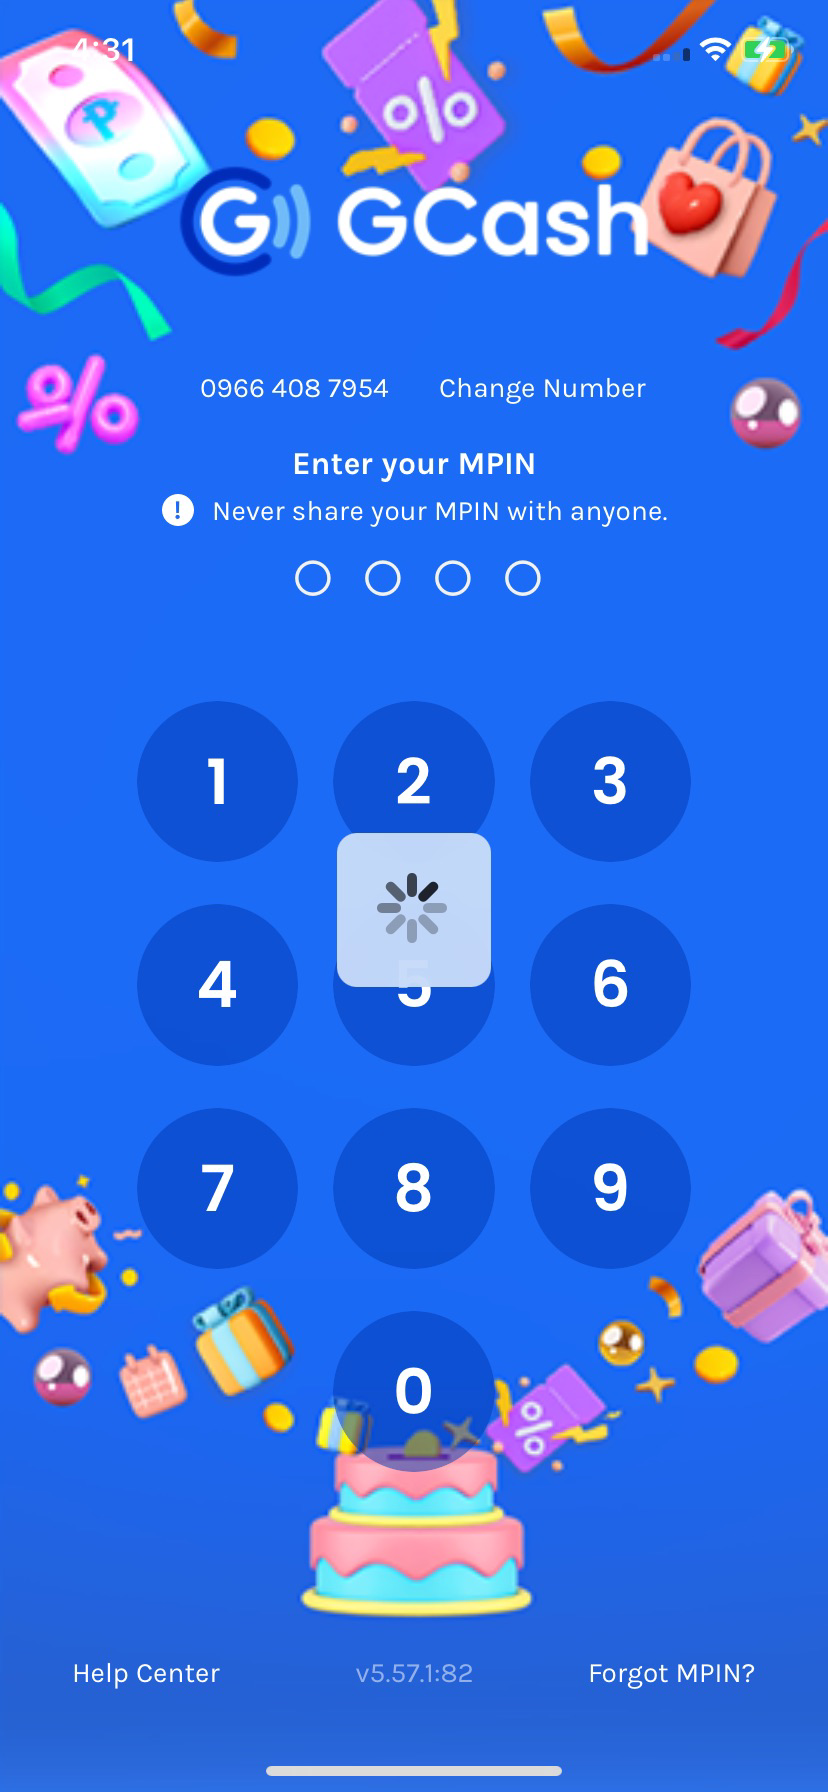 4:31
GCash
0966 408 7954 Change Number
Enter your MPIN
Never share your MPIN with anyone.
1 2 3
4 5 6
7 8 9
0
Help Center v5.57.1:82 Forgot MPIN?